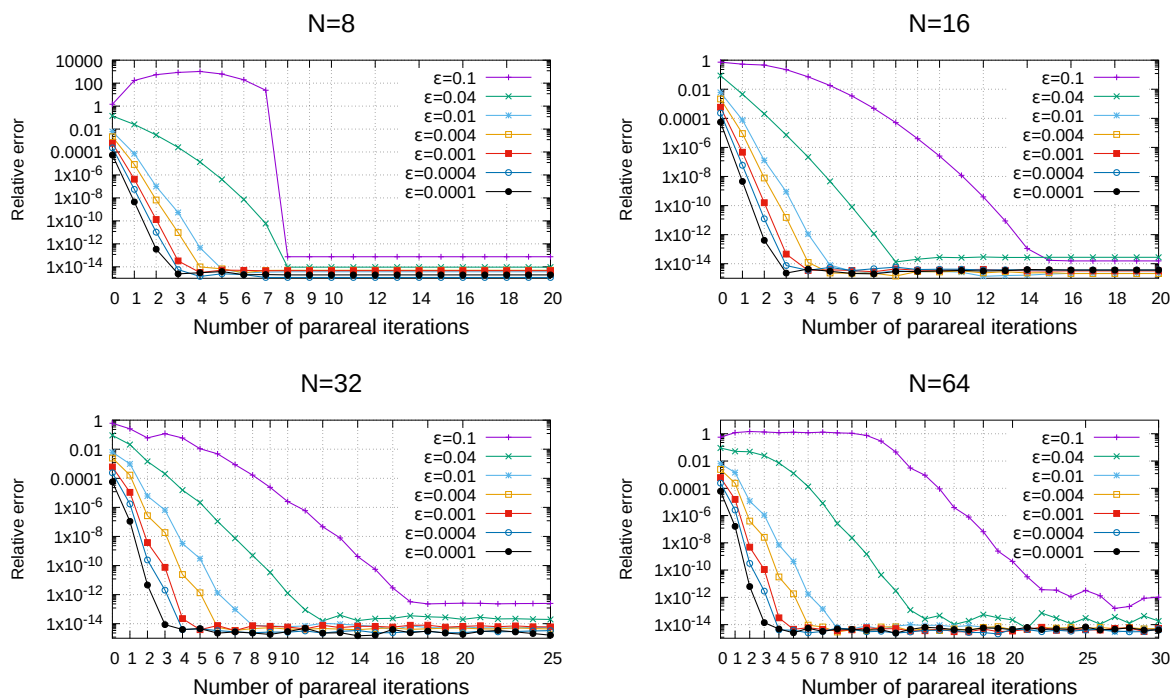 N=8
10000
100
1
0.01
0.0001
1x10-6
1x10-8
1x10-10
1x10-12
1x10-14
Relative error
ε=0.1
ε=0.04
ε=0.01
ε=0.004
ε=0.001
ε=0.0004
ε=0.0001
0 1 2 3 4 5 6 7 8 9 10 12 14 16 18 20
Number of parareal iterations
N=16
1
0.01
0.0001
1x10-6
1x10-8
1x10-10
1x10-12
1x10-14
Relative error
ε=0.1
ε=0.04
ε=0.01
ε=0.004
ε=0.001
ε=0.0004
ε=0.0001
0 1 2 3 4 5 6 7 8 9 10 12 14 16 18 20
Number of parareal iterations
N=32
1
0.01
0.0001
1x10-6
1x10-8
1x10-10
1x10-12
1x10-14
Relative error
ε=0.1
ε=0.04
ε=0.01
ε=0.004
ε=0.001
ε=0.0004
ε=0.0001
0 1 2 3 4 5 6 7 8 9 10 12 14 16 18 20 25
Number of parareal iterations
N=64
1
0.01
0.0001
1x10-6
1x10-8
1x10-10
1x10-12
1x10-14
Relative error
ε=0.1
ε=0.04
ε=0.01
ε=0.004
ε=0.001
ε=0.0004
ε=0.0001
0 1 2 3 4 5 6 7 8 9 10 12 14 16 18 20 25 30
Number of parareal iterations